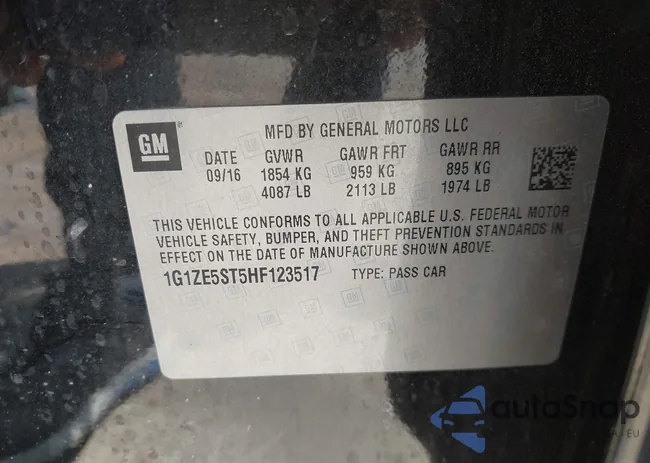 GM
MFD BY GENERAL MOTORS LLC
DATE GVWR GAWR FRT GAWR RR
09/16 1854 KG 959 KG 895 KG
4087 LB 2113 LB 1974 LB
THIS VEHICLE CONFORMS TO ALL APPLICABLE U.S. FEDERAL MOTOR
VEHICLE SAFETY, BUMPER, AND THEFT PREVENTION STANDARDS
IN EFFECT ON THE DATE OF MANUFACTURE SHOWN ABOVE.
1G1ZE5ST5HF123517 TYPE: PASS CAR
autoSnap